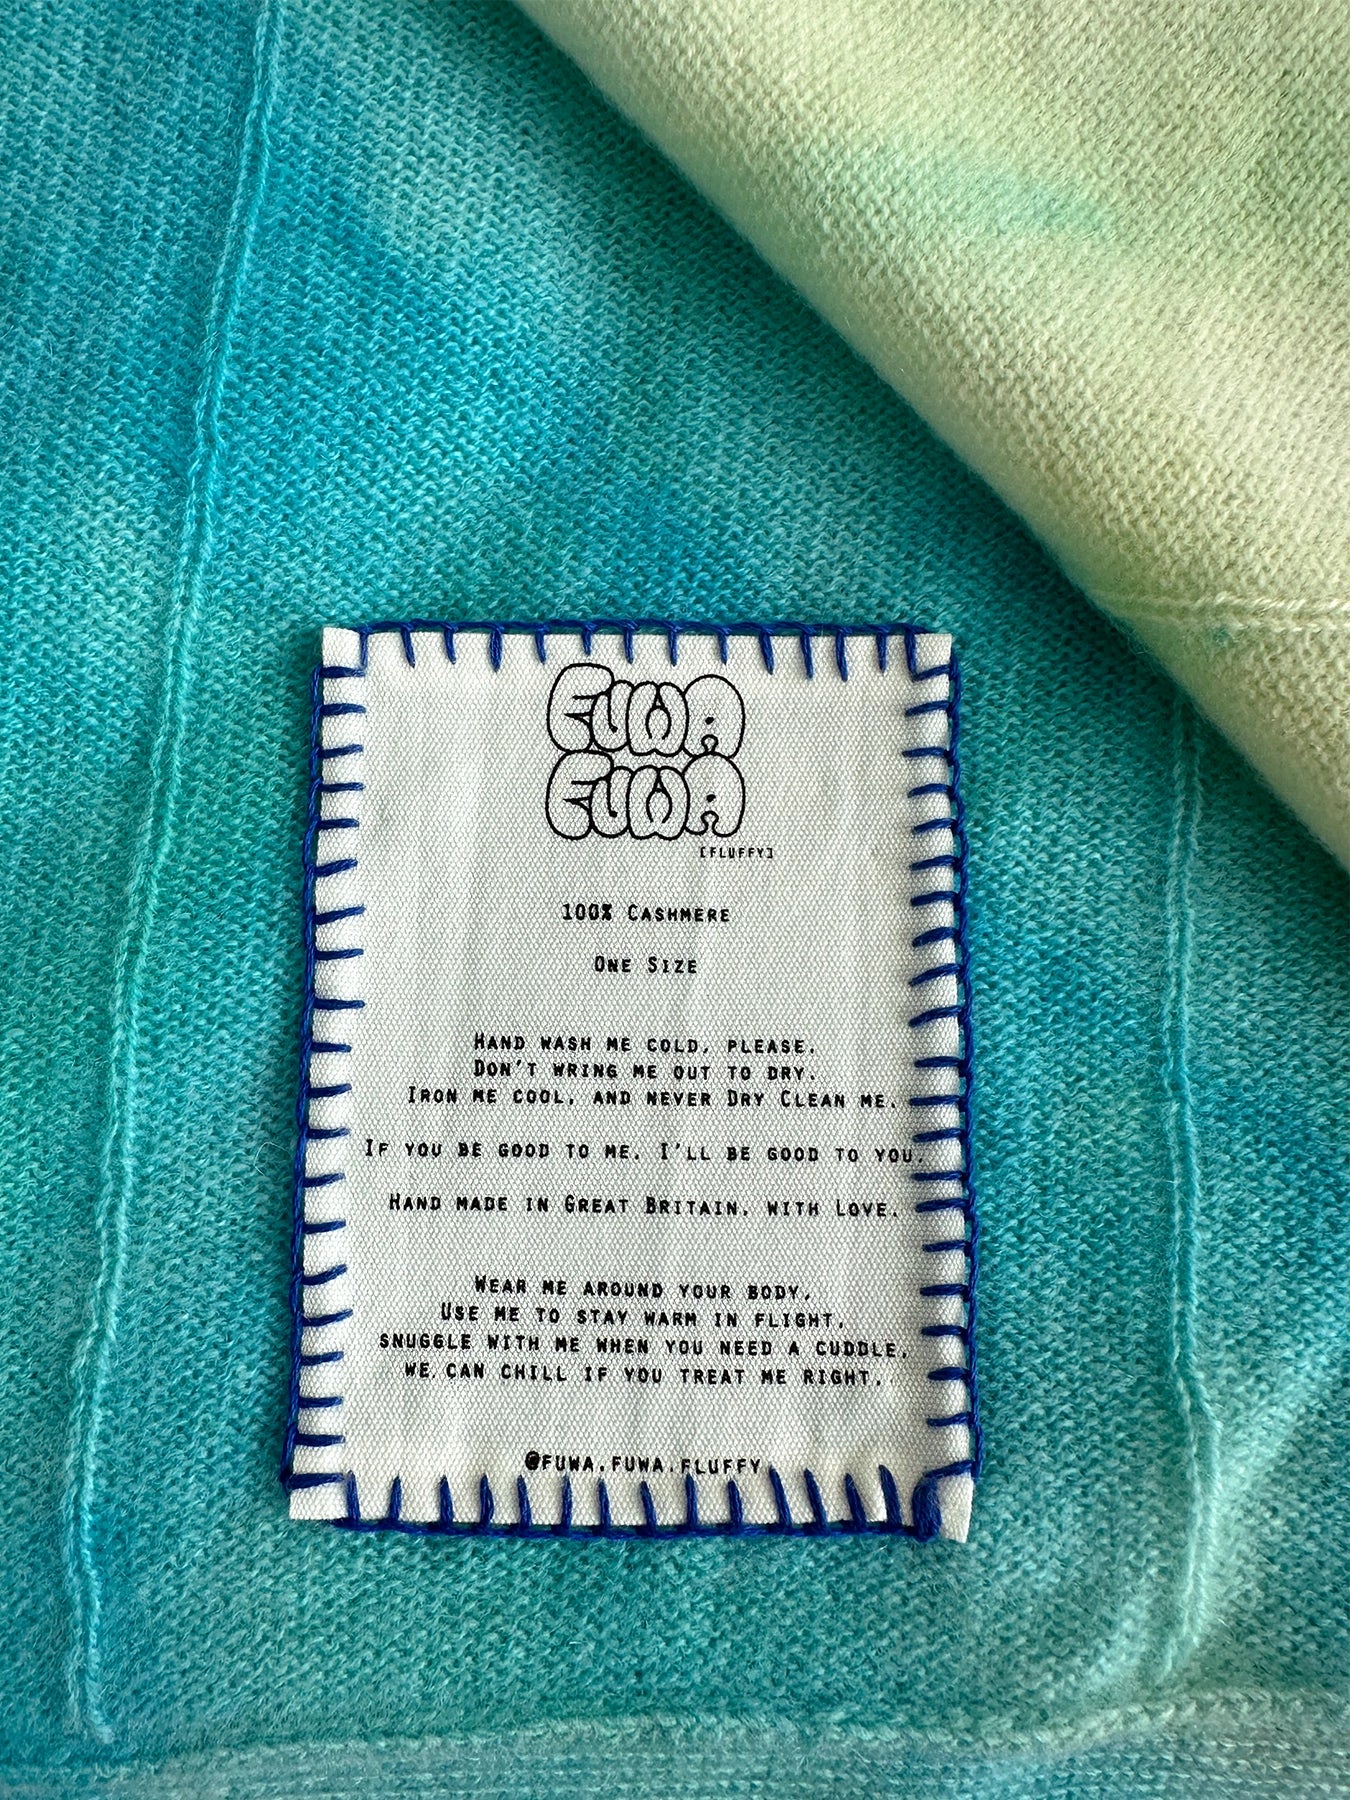 FUWA
FUWA
[FLUFFY]
100% CASHMERE
ONE SIZE
HAND WASH ME COLD, PLEASE.
DON'T WRING ME OUT TO DRY.
IRON ME COOL, AND NEVER DRY CLEAN ME.
IF YOU BE GOOD TO ME, I'LL BE GOOD TO YOU.
HAND MADE IN GREAT BRITAIN, WITH LOVE.
WEAR ME AROUND YOUR BODY,
USE ME TO STAY WARM IN FLIGHT,
SNUGGLE WITH ME WHEN YOU NEED A CUDDLE,
WE CAN CHILL IF YOU TREAT ME RIGHT.
@FUWA.FUWA.FLUFFY